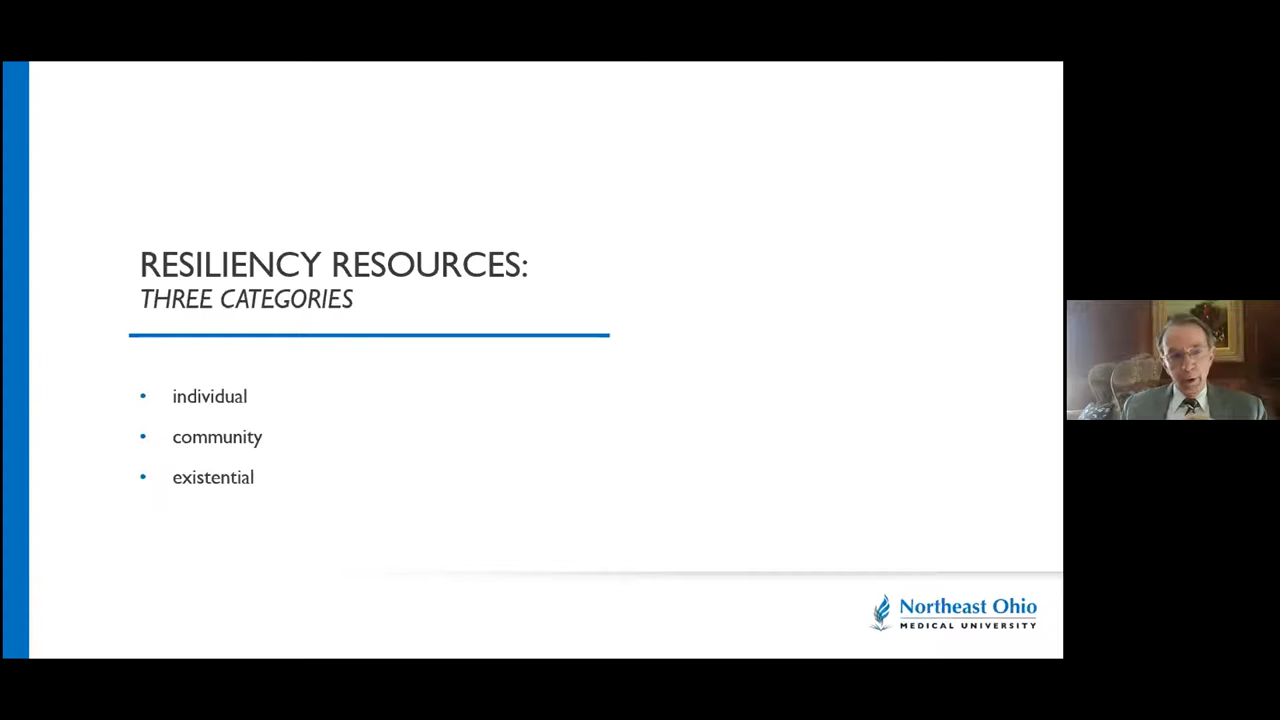 RESILIENCY RESOURCES:
THREE CATEGORIES
• individual
• community
• existential
Northeast Ohio
MEDICAL UNIVERSITY